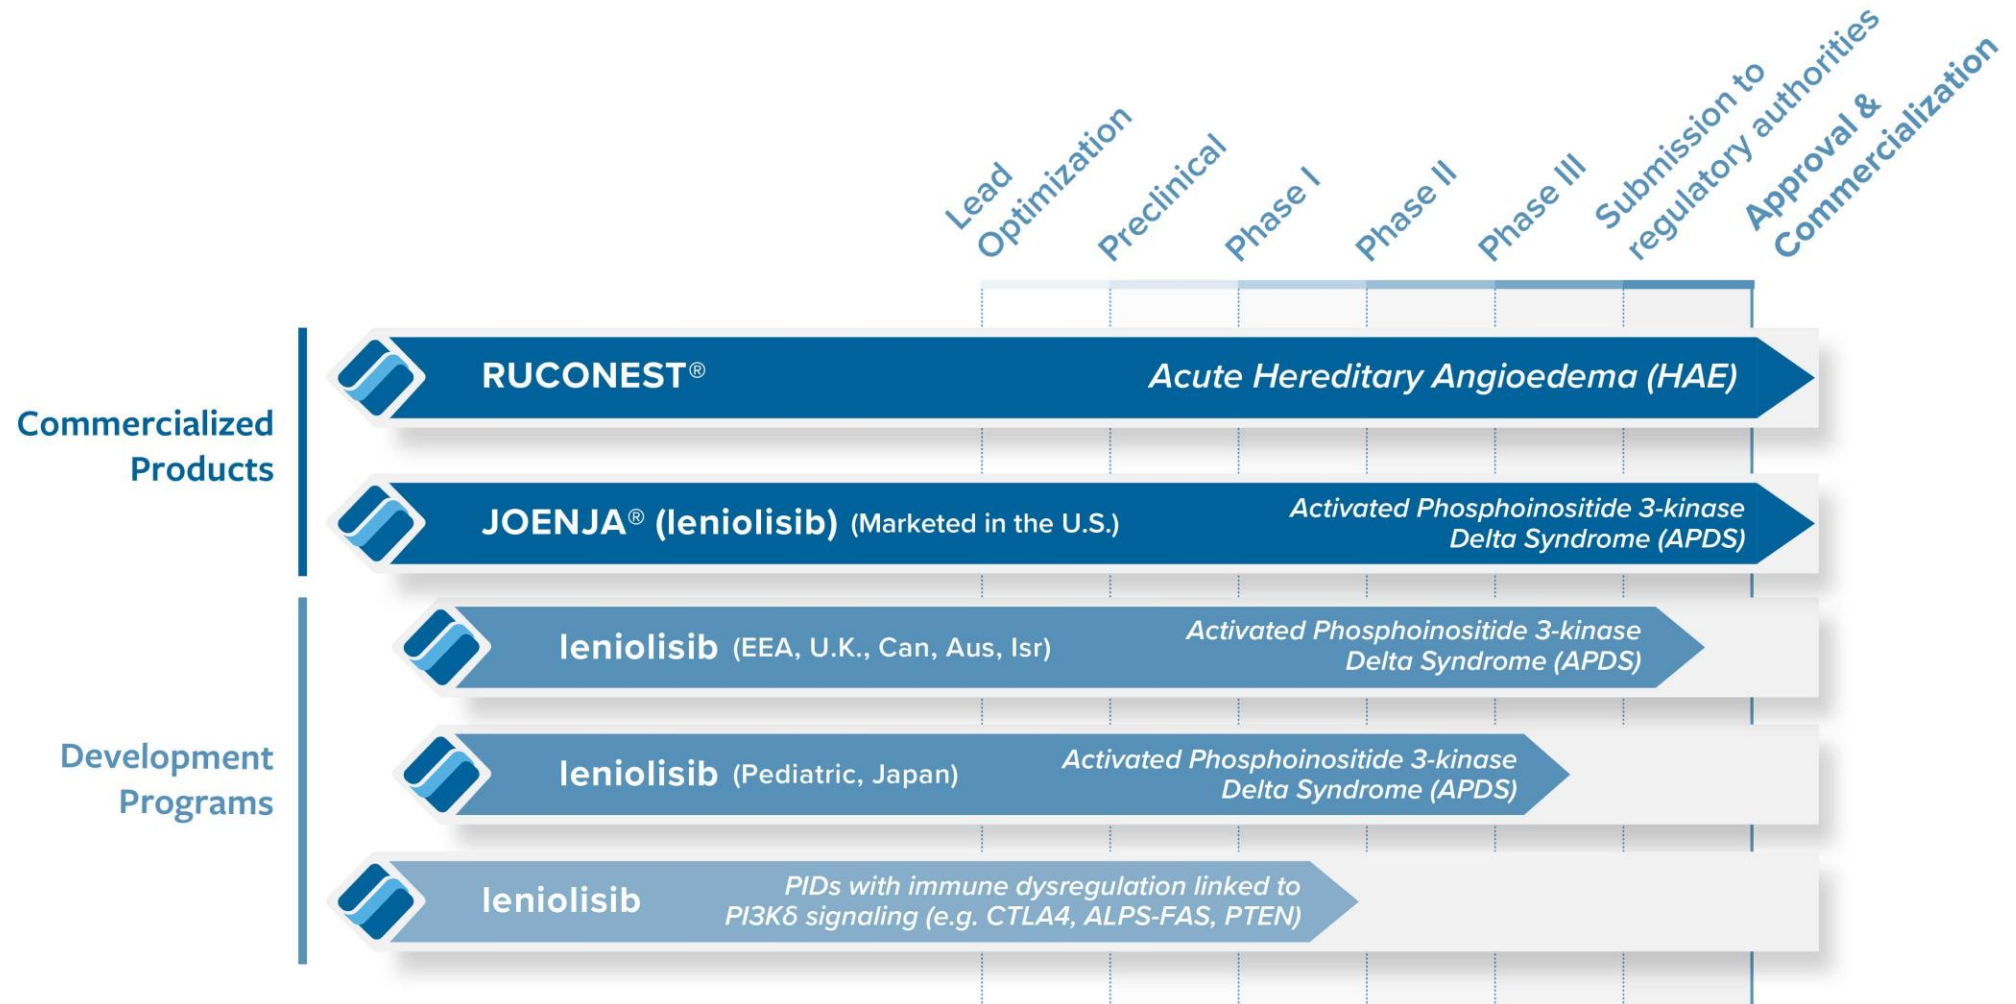 Lead
Optimization
Preclinical
Phase I
Phase II
Phase III
Submission to
regulatory authorities
Approval &
Commercialization
Commercialized
Products
RUCONEST®
Acute Hereditary Angioedema (HAE)
JOENJA® (leniolisib) (Marketed in the U.S.)
Activated Phosphoinositide 3-kinase
Delta Syndrome (APDS)
Development
Programs
leniolisib (EEA, U.K., Can, Aus, Isr)
Activated Phosphoinositide 3-kinase
Delta Syndrome (APDS)
leniolisib (Pediatric, Japan)
Activated Phosphoinositide 3-kinase
Delta Syndrome (APDS)
leniolisib
PIDs with immune dysregulation linked to
PI3Kδ signaling (e.g. CTLA4, ALPS-FAS, PTEN)